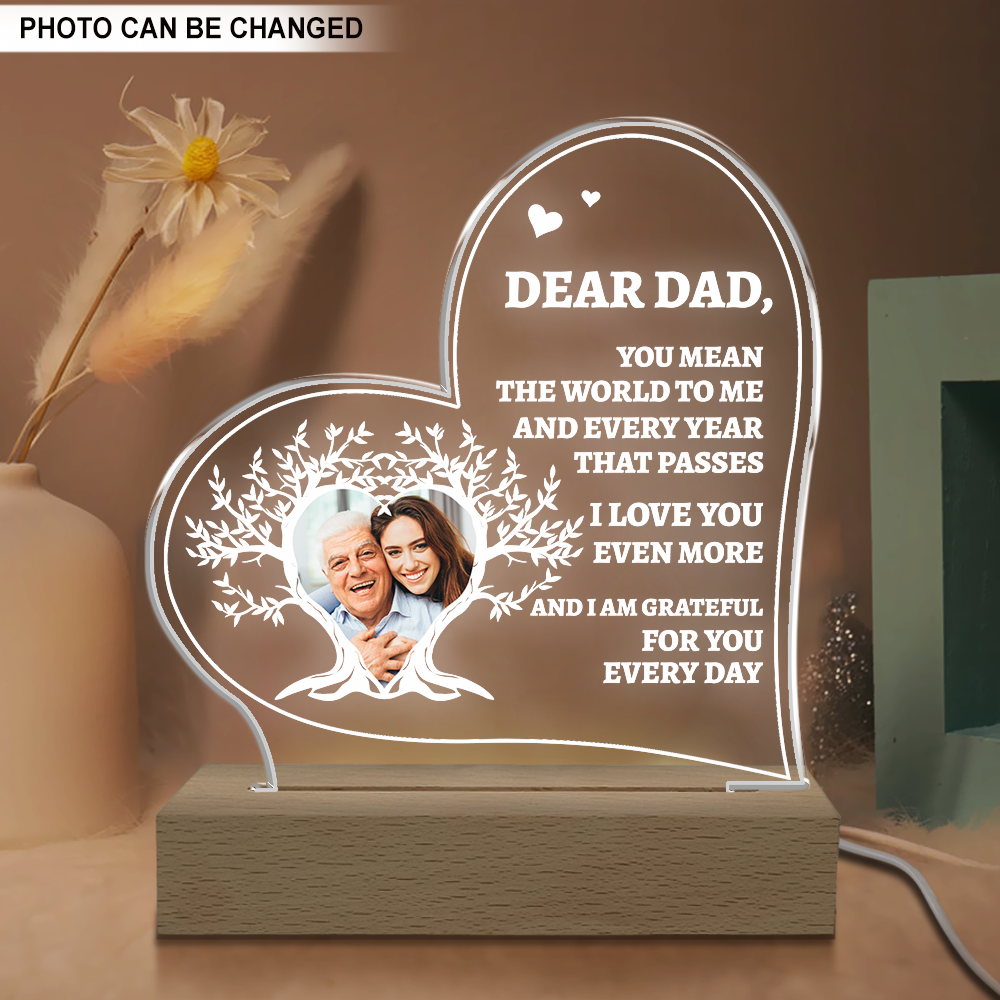 PHOTO CAN BE CHANGED
DEAR DAD,
YOU MEAN
THE WORLD TO ME
AND EVERY YEAR
THAT PASSES
I LOVE YOU
EVEN MORE
AND I AM GRATEFUL
FOR YOU
EVERY DAY